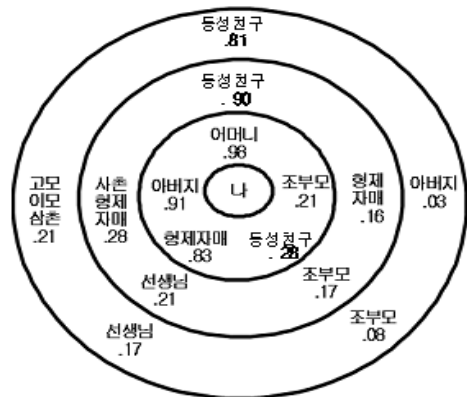 동성친구
.81
동성친구
. 90
어머니
.98
나
아버지
.91
조부모
.21
형제자매
.83
동성친구
. 28
고모
이모
삼촌
.21
사촌
형제
자매
.28
형제
자매
.16
아버지
.03
선생님
.21
조부모
.17
선생님
.17
조부모
.08